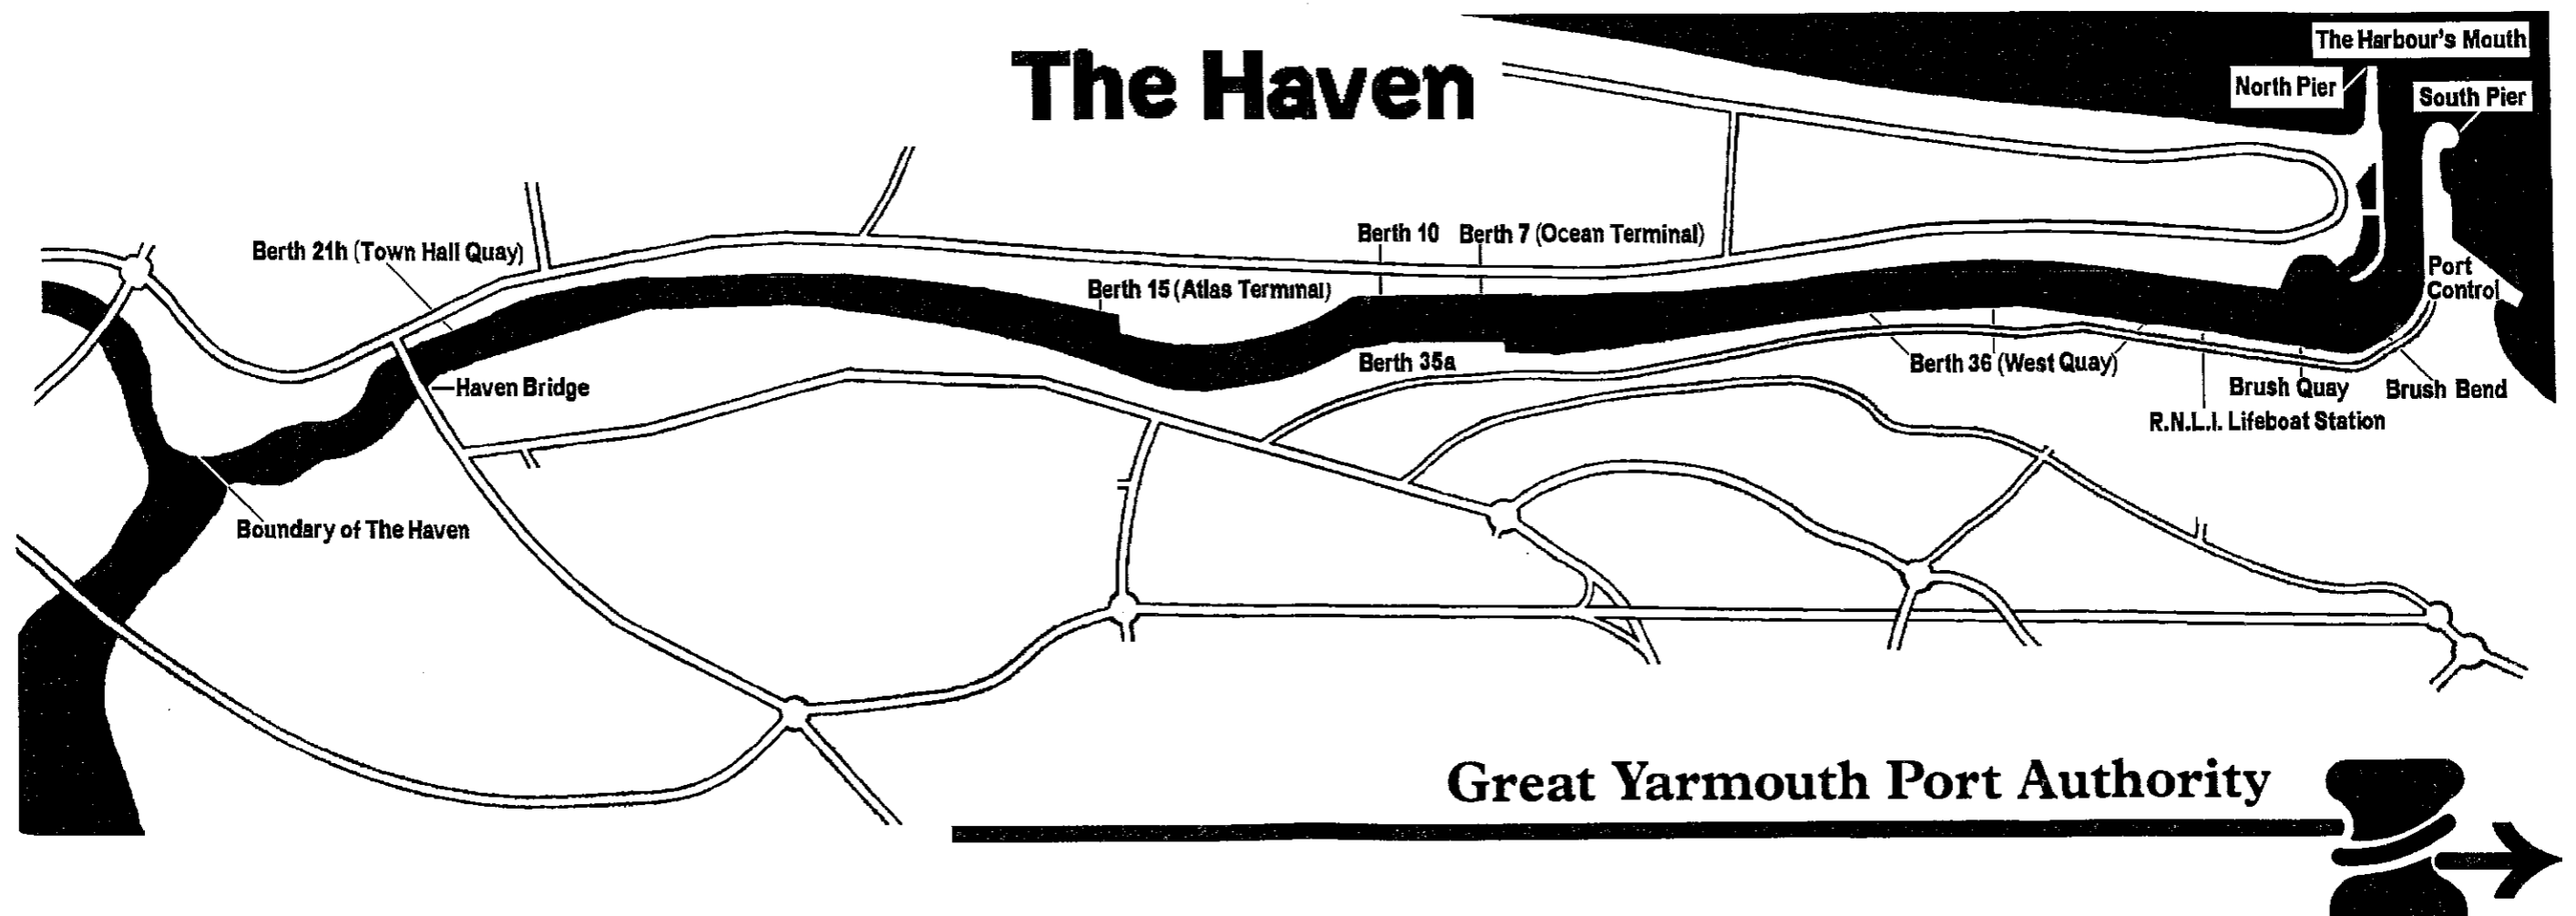 The Haven
The Harbour's Mouth
North Pier
South Pier
Berth 21h (Town Hall Quay)
Berth 10
Berth 7 (Ocean Terminal)
Berth 15 (Atlas Terminal)
Port
Control
Berth 35a
Berth 36 (West Quay)
Haven Bridge
Brush Quay
Brush Bend
R.N.L.I. Lifeboat Station
Boundary of The Haven
Great Yarmouth Port Authority